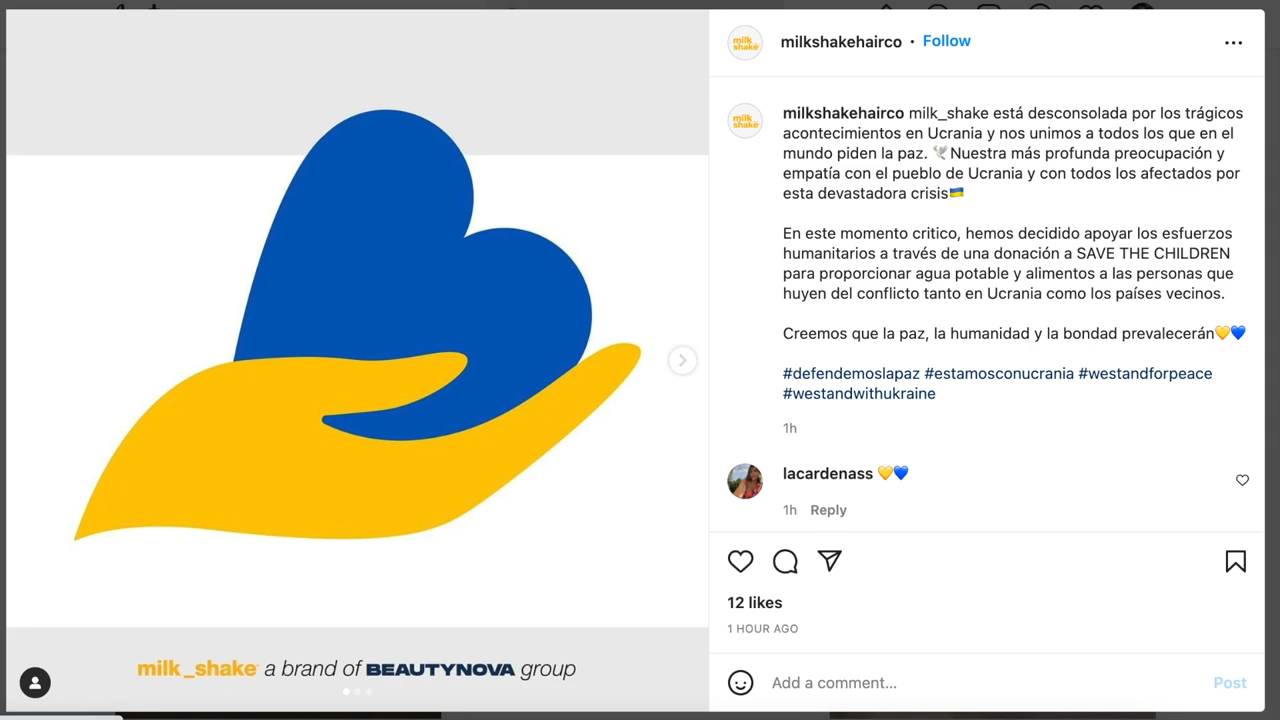 milk_shake a brand of BEAUTYNOVA group
milk_shake
milkshakehairco • Follow
milk_shake
milkshakehairco milk_shake está desconsolada por los trágicos
acontecimientos en Ucrania y nos unimos a todos los que en el
mundo piden la paz. 🕊️Nuestra más profunda preocupación y
empatía con el pueblo de Ucrania y con todos los afectados por
esta devastadora crisis🇺🇦
En este momento critico, hemos decidido apoyar los esfuerzos
humanitarios a través de una donación a SAVE THE CHILDREN
para proporcionar agua potable y alimentos a las personas que
huyen del conflicto tanto en Ucrania como los países vecinos.
Creemos que la paz, la humanidad y la bondad prevalecerán💛💙
#defendemoslapaz #estamosconucrania #westandforpeace
#westandwithukraine
1h
lacardenass 💛💙
1h Reply
12 likes
1 HOUR AGO
Add a comment... Post